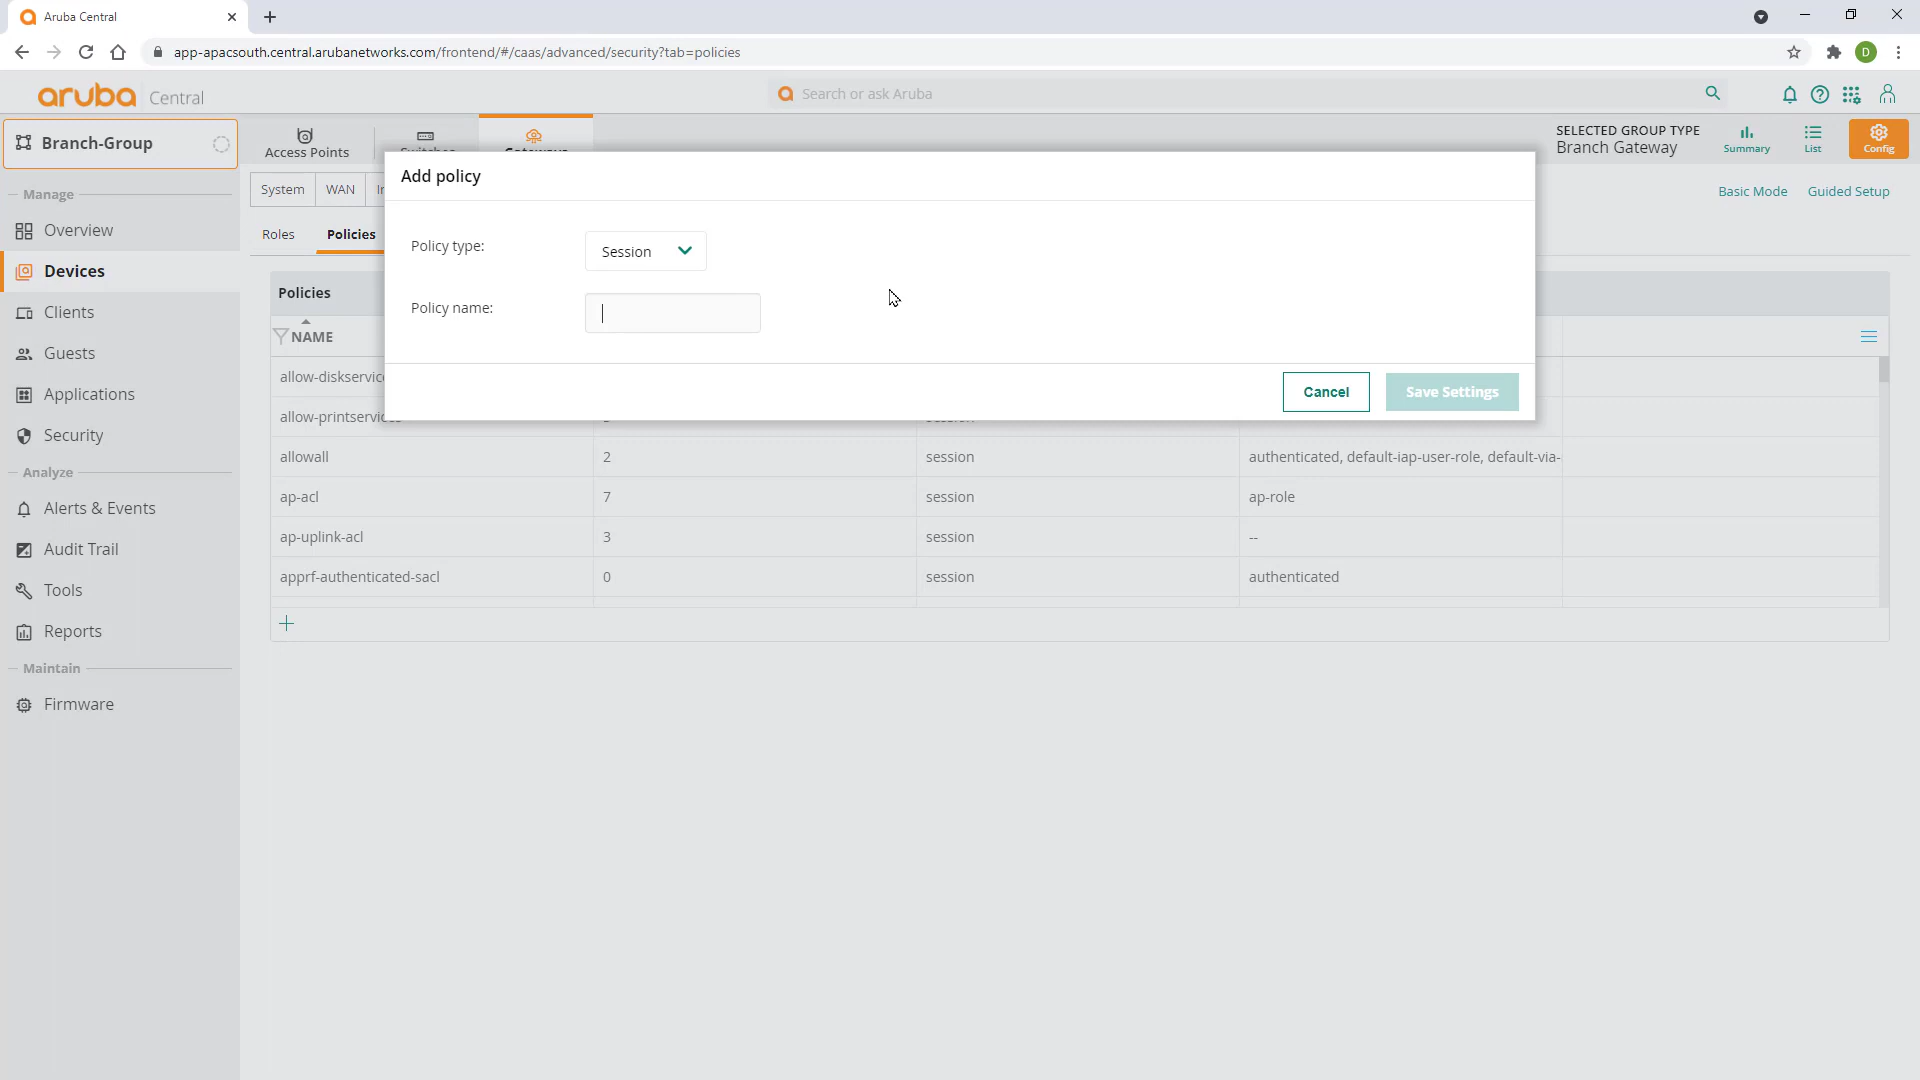 Aruba Central
app-apacsouth.central.arubanetworks.com/frontend/#/caas/advanced/security?tab=policies
D
aruba Central
Search or ask Aruba
Branch-Group
Access Points
Gateways
SELECTED GROUP TYPE
Branch Gateway
Summary
List
Config
Manage
Overview
Devices
Clients
Guests
Applications
Security
Analyze
Alerts & Events
Audit Trail
Tools
Reports
Maintain
Firmware
System
WAN
Basic Mode
Guided Setup
Roles
Policies
Add policy
Policy type:
Session
Policy name:
Cancel
Save Settings
Policies
NAME
allow-diskservic
allow-printservices
allowall 2 session authenticated, default-iap-user-role, default-via-
ap-acl 7 session ap-role
ap-uplink-acl 3 session --
apprf-authenticated-sacl 0 session authenticated